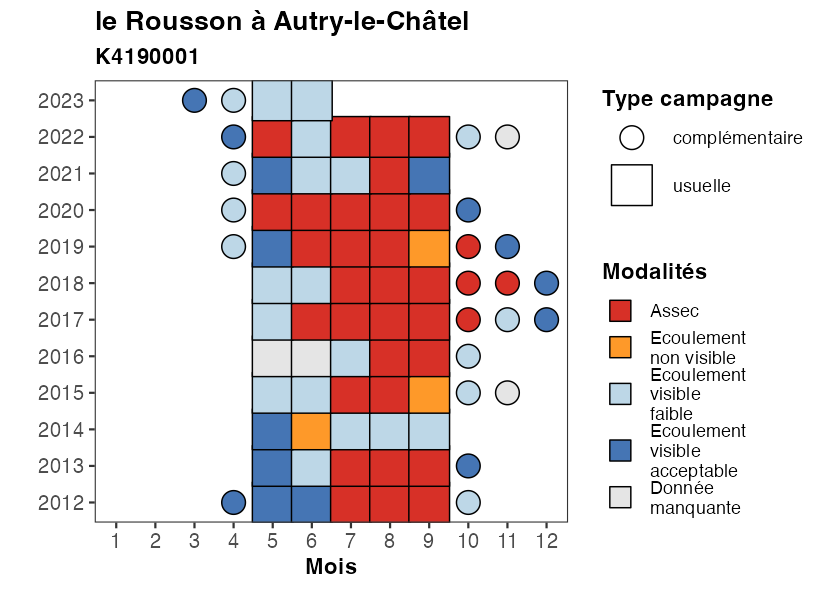 le Rousson à Autry-le-Châtel
K4190001
2023
2022
2021
2020
2019
2018
2017
2016
2015
2014
2013
2012
1 2 3 4 5 6 7 8 9 10 11 12
Mois
Type campagne
complémentaire
usuelle
Modalités
Assec
Ecoulement
non visible
Ecoulement
visible
faible
Ecoulement
visible
acceptable
Donnée
manquante